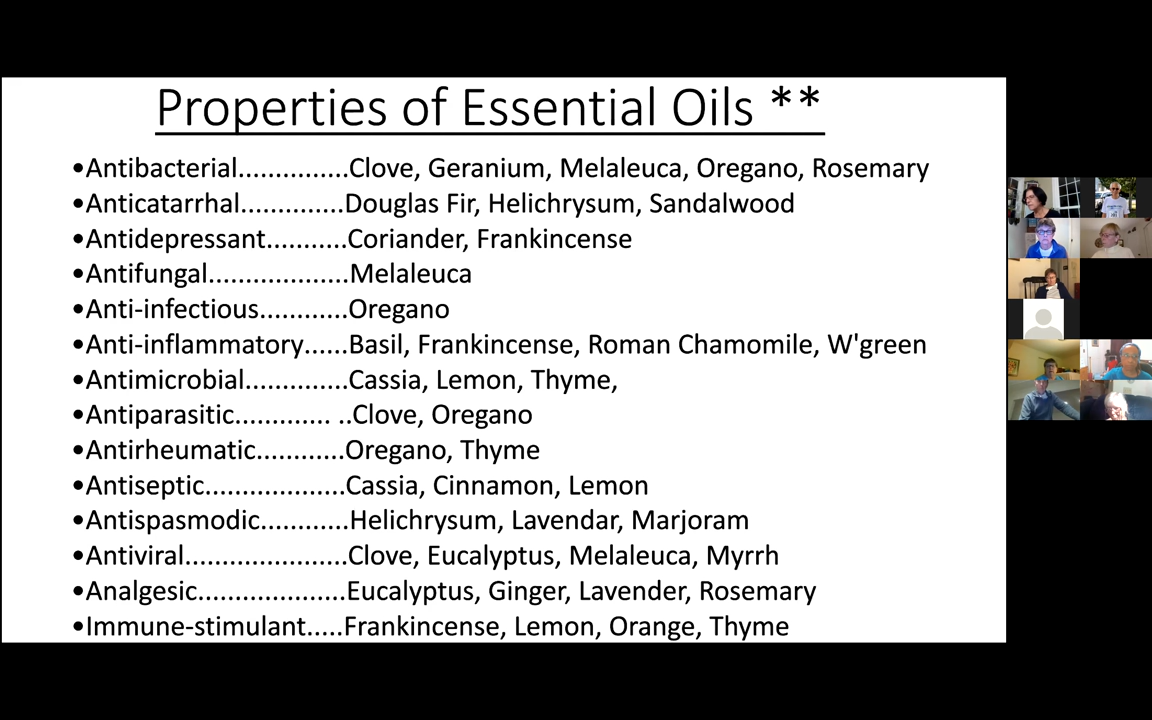 Properties of Essential Oils **
•Antibacterial...............Clove, Geranium, Melaleuca, Oregano, Rosemary
•Anticatarrhal..............Douglas Fir, Helichrysum, Sandalwood
•Antidepressant...........Coriander, Frankincense
•Antifungal...................Melaleuca
•Anti-infectious............Oregano
•Anti-inflammatory......Basil, Frankincense, Roman Chamomile, W'green
•Antimicrobial..............Cassia, Lemon, Thyme,
•Antiparasitic............. ..Clove, Oregano
•Antirheumatic............Oregano, Thyme
•Antiseptic...................Cassia, Cinnamon, Lemon
•Antispasmodic............Helichrysum, Lavendar, Marjoram
•Antiviral......................Clove, Eucalyptus, Melaleuca, Myrrh
•Analgesic....................Eucalyptus, Ginger, Lavender, Rosemary
•Immune-stimulant.....Frankincense, Lemon, Orange, Thyme